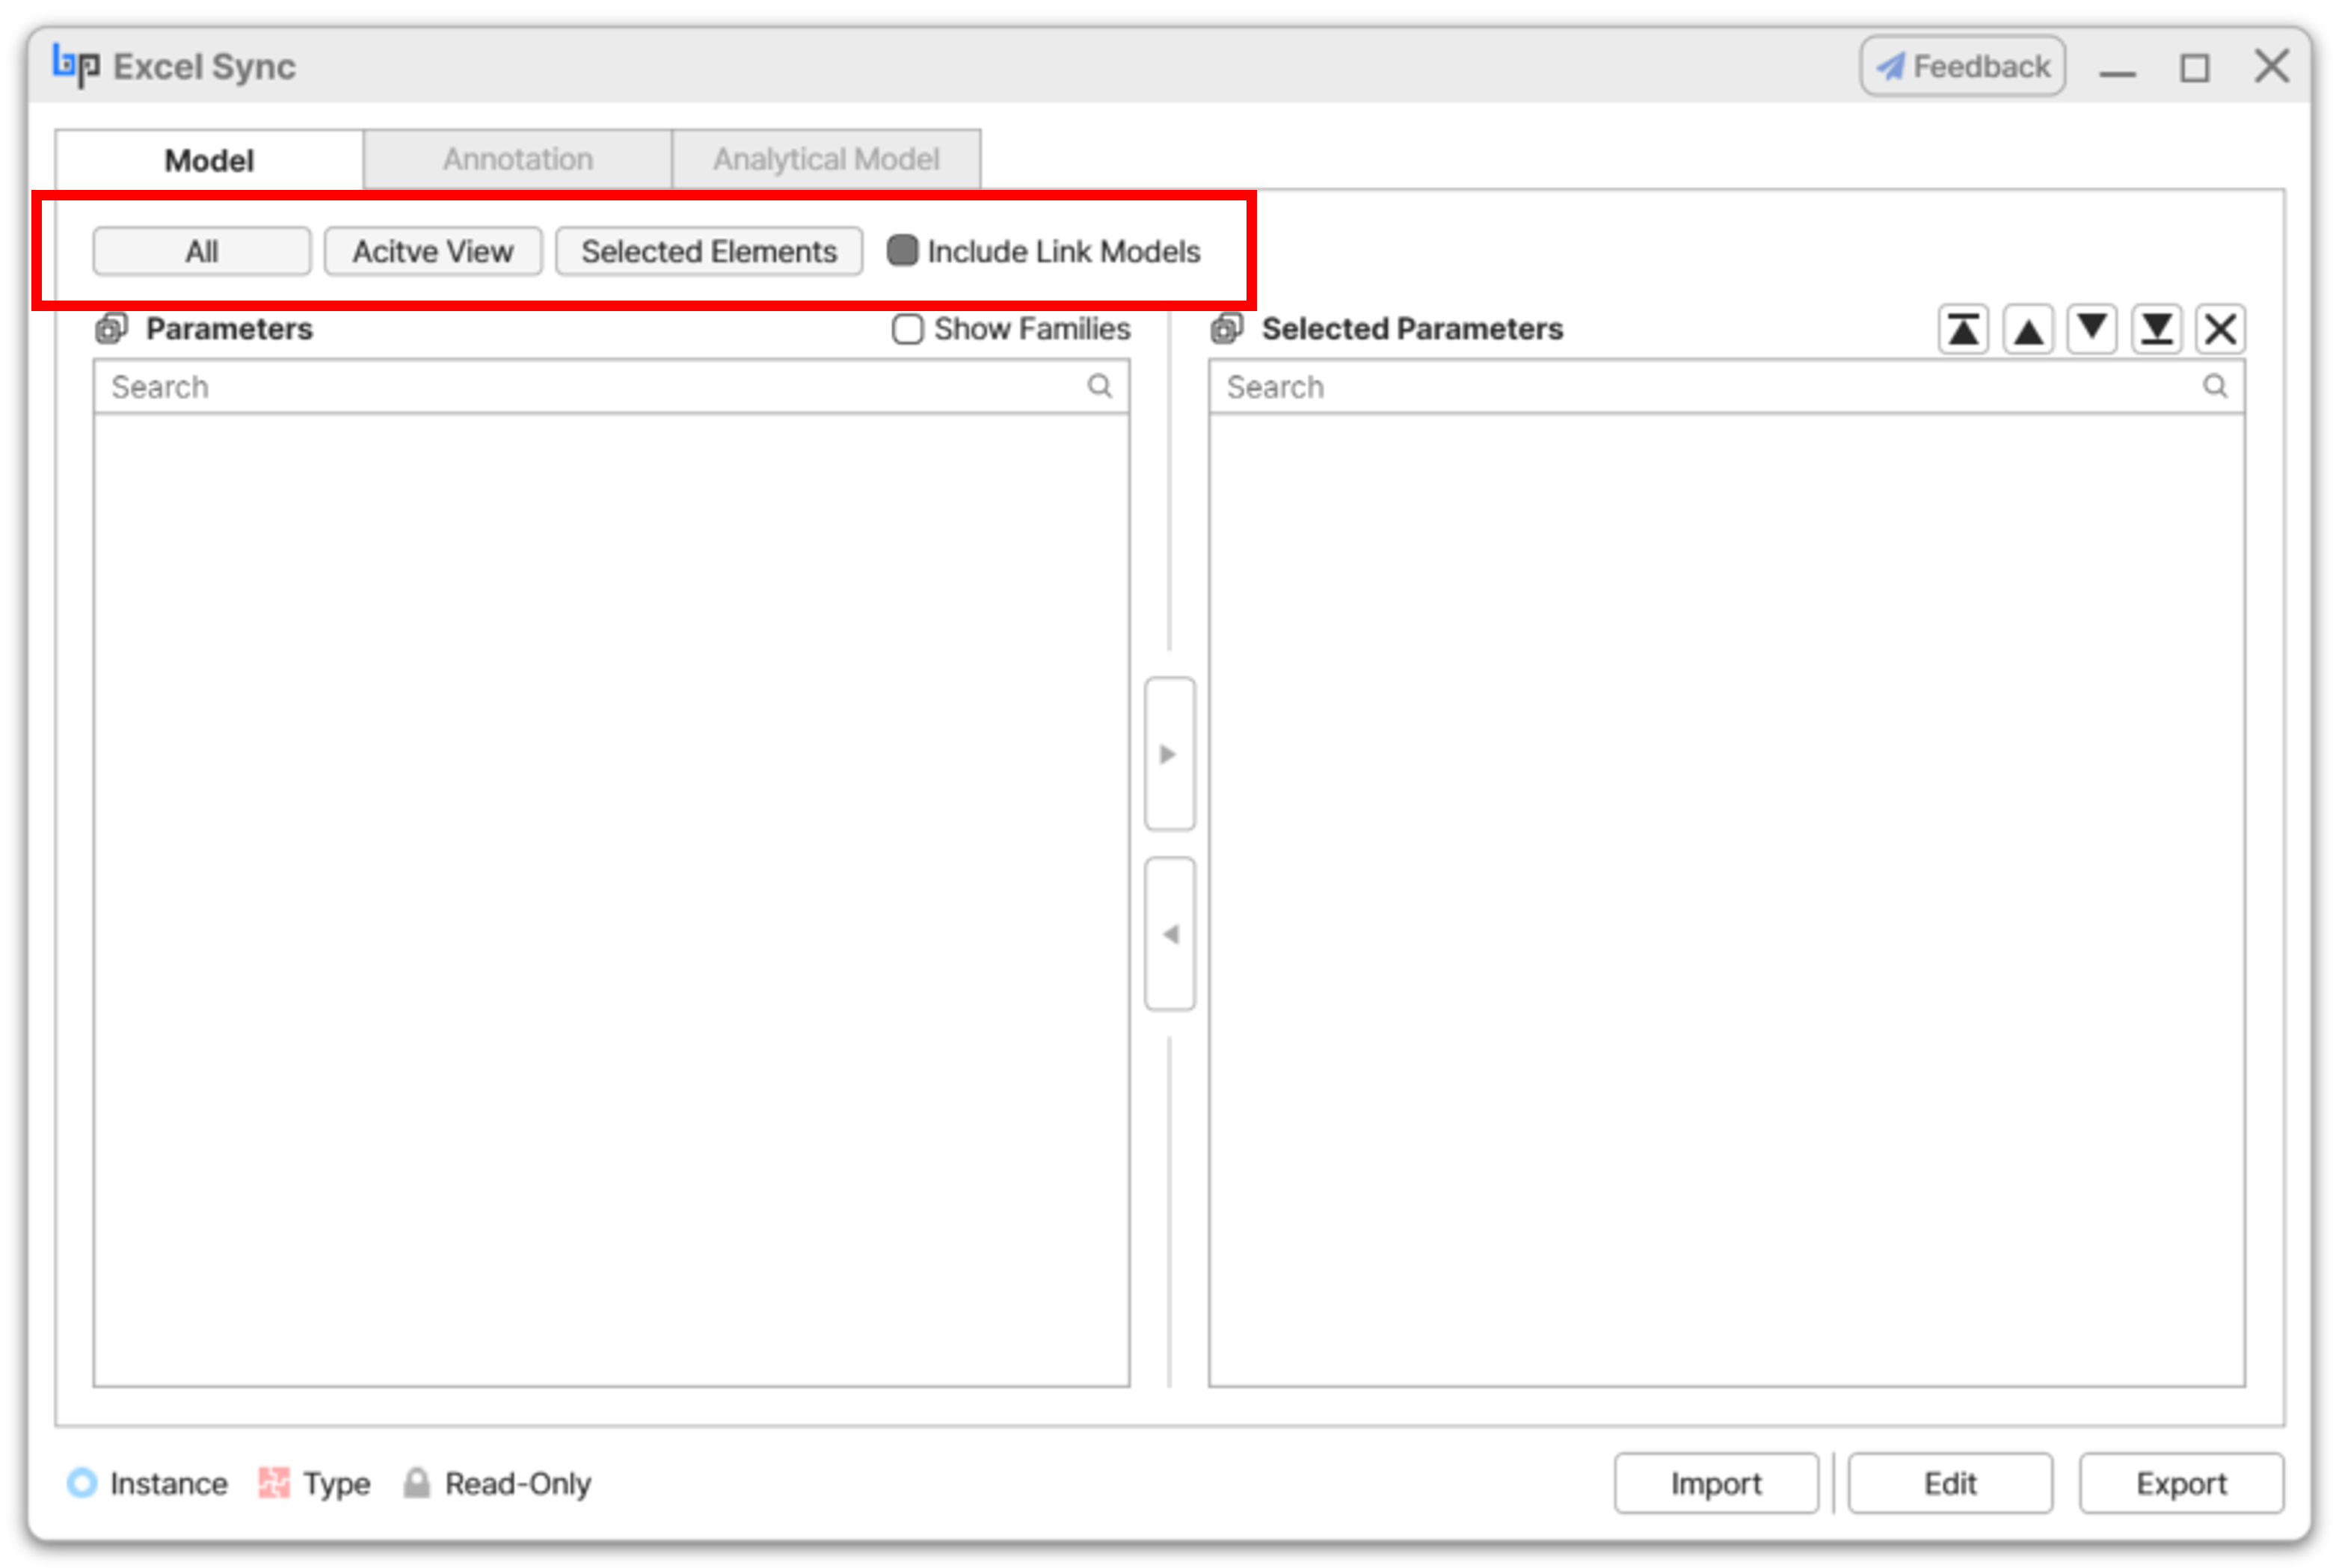 bp Excel Sync
Feedback
Model Annotation Analytical Model
All Acitve View Selected Elements Include Link Models
Parameters Show Families Selected Parameters
Search Search
Instance Type Read-Only Import Edit Export